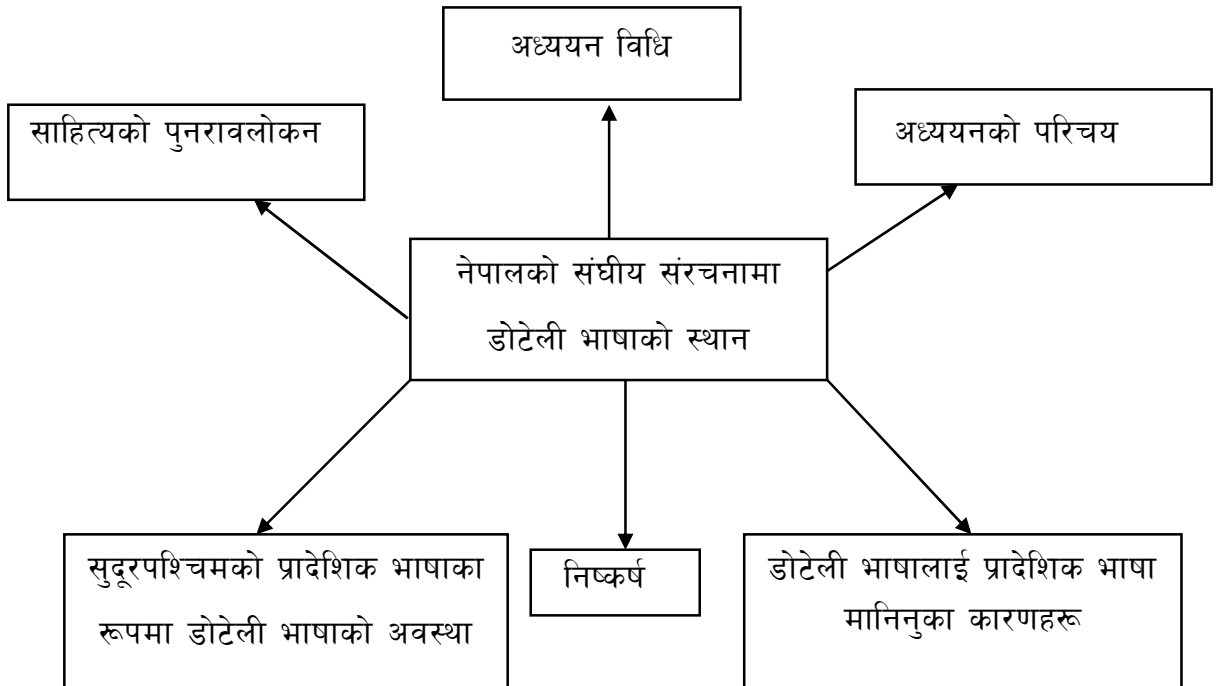 अध्ययन विधि
साहित्यको पुनरावलोकन
अध्ययनको परिचय
नेपालको संघीय संरचनामा
डोटेली भाषाको स्थान
सुदूरपश्चिमको प्रादेशिक भाषाका
रूपमा डोटेली भाषाको अवस्था
निष्कर्ष
डोटेली भाषालाई प्रादेशिक भाषा
मानिनुका कारणहरू